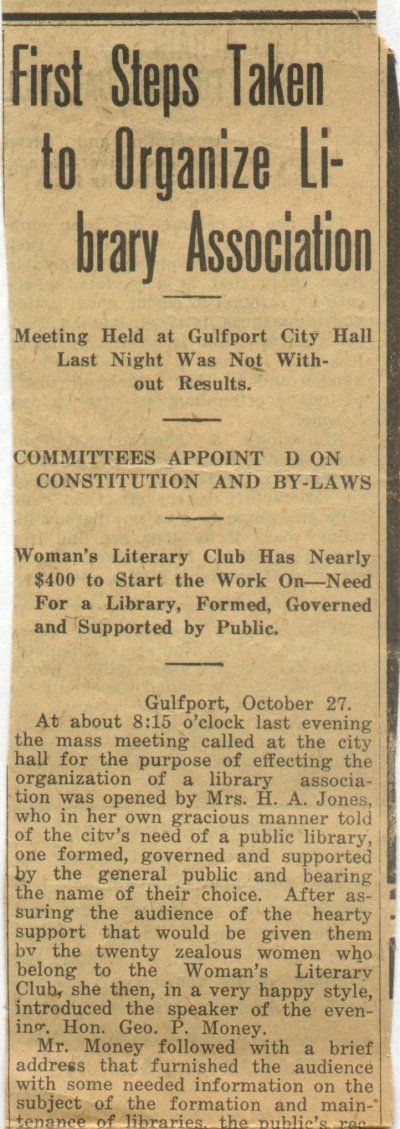 First Steps Taken
to Organize Li-
brary Association
Meeting Held at Gulfport City Hall
Last Night Was Not With-
out Results.
COMMITTEES APPOINT D ON
CONSTITUTION AND BY-LAWS
Woman's Literary Club Has Nearly
$400 to Start the Work On—Need
For a Library, Formed, Governed
and Supported by Public.
Gulfport, October 27.
At about 8:15 o'clock last evening
the mass meeting called at the city
hall for the purpose of effecting the
organization of a library associa-
tion was opened by Mrs. H. A. Jones,
who in her own gracious manner told
of the city's need of a public library,
one formed, governed and supported
by the general public and bearing
the name of their choice. After as-
suring the audience of the hearty
support that would be given them
by the twenty zealous women who
belong to the Woman's Literary
Club, she then, in a very happy style,
introduced the speaker of the even-
ing, Hon. Geo. P. Money.
Mr. Money followed with a brief
address that furnished the audience
with some needed information on the
subject of the formation and main-
tenance of libraries, the public's rec